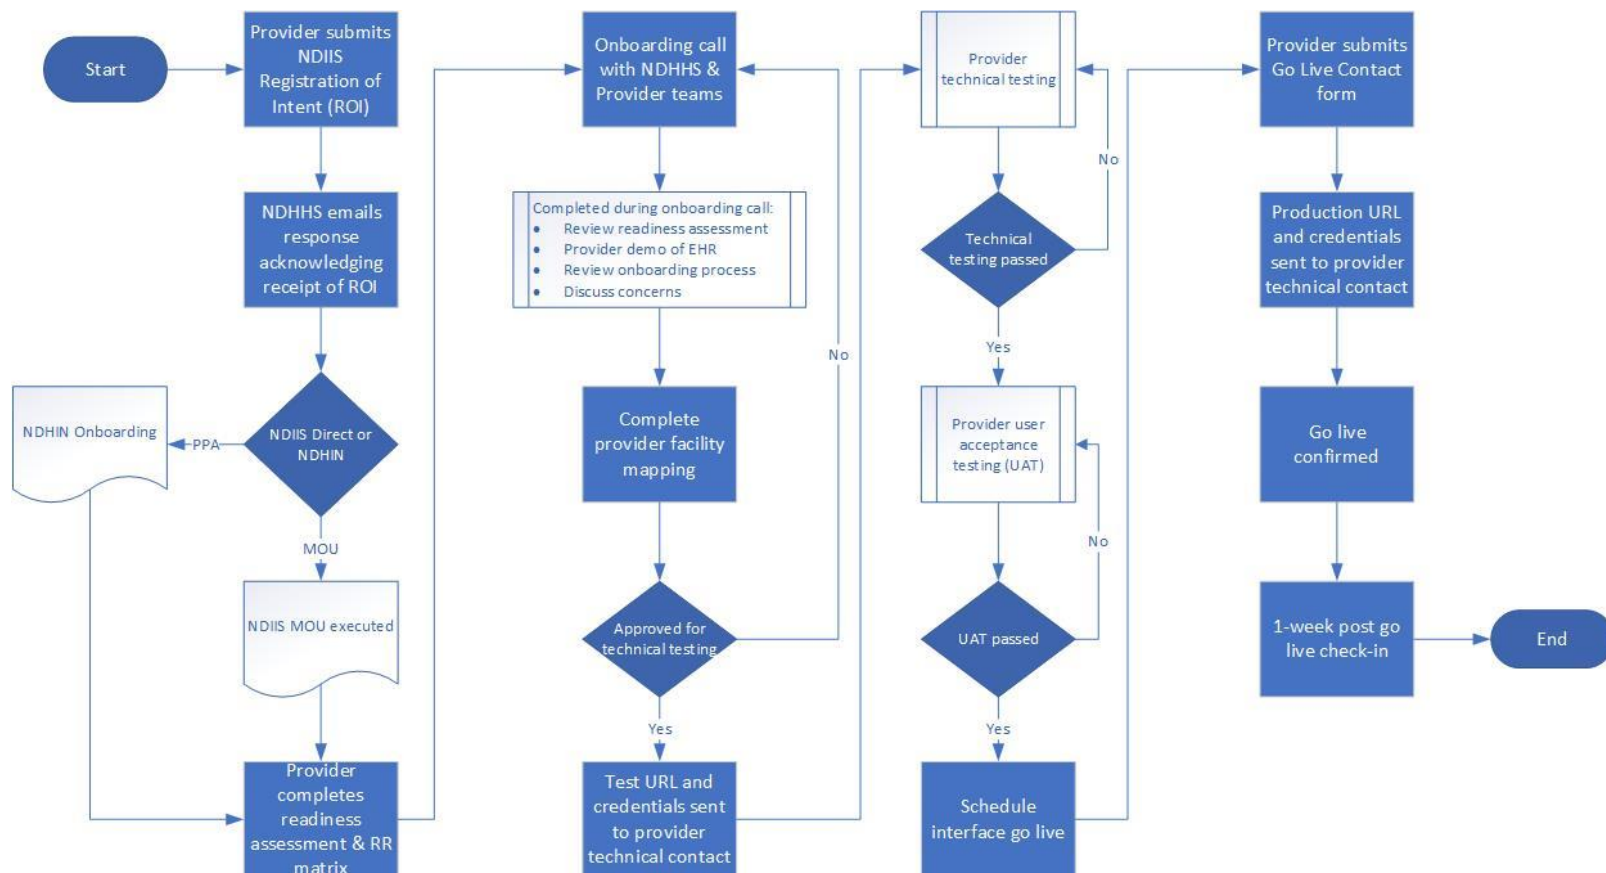 Start
Provider submits
NDIIS
Registration of
Intent (ROI)
NDHHS emails
response
acknowledging
receipt of ROI
NDIIS Direct or
NDHIN
PPA
NDHIN Onboarding
MOU
NDIIS MOU executed
Provider
completes
readiness
assessment & RR
matrix
Onboarding call
with NDHHS &
Provider teams
Completed during onboarding call:
● Review readiness assessment
● Provider demo of EHR
● Review onboarding process
● Discuss concerns
Complete
provider facility
mapping
Approved for
technical testing
No
Yes
Test URL and
credentials sent
to provider
technical contact
Provider
technical testing
Technical
testing passed
No
Yes
Provider user
acceptance
testing (UAT)
UAT passed
No
Yes
Schedule
interface go live
Provider submits
Go Live Contact
form
Production URL
and credentials
sent to provider
technical contact
Go live
confirmed
1-week post go
live check-in
End